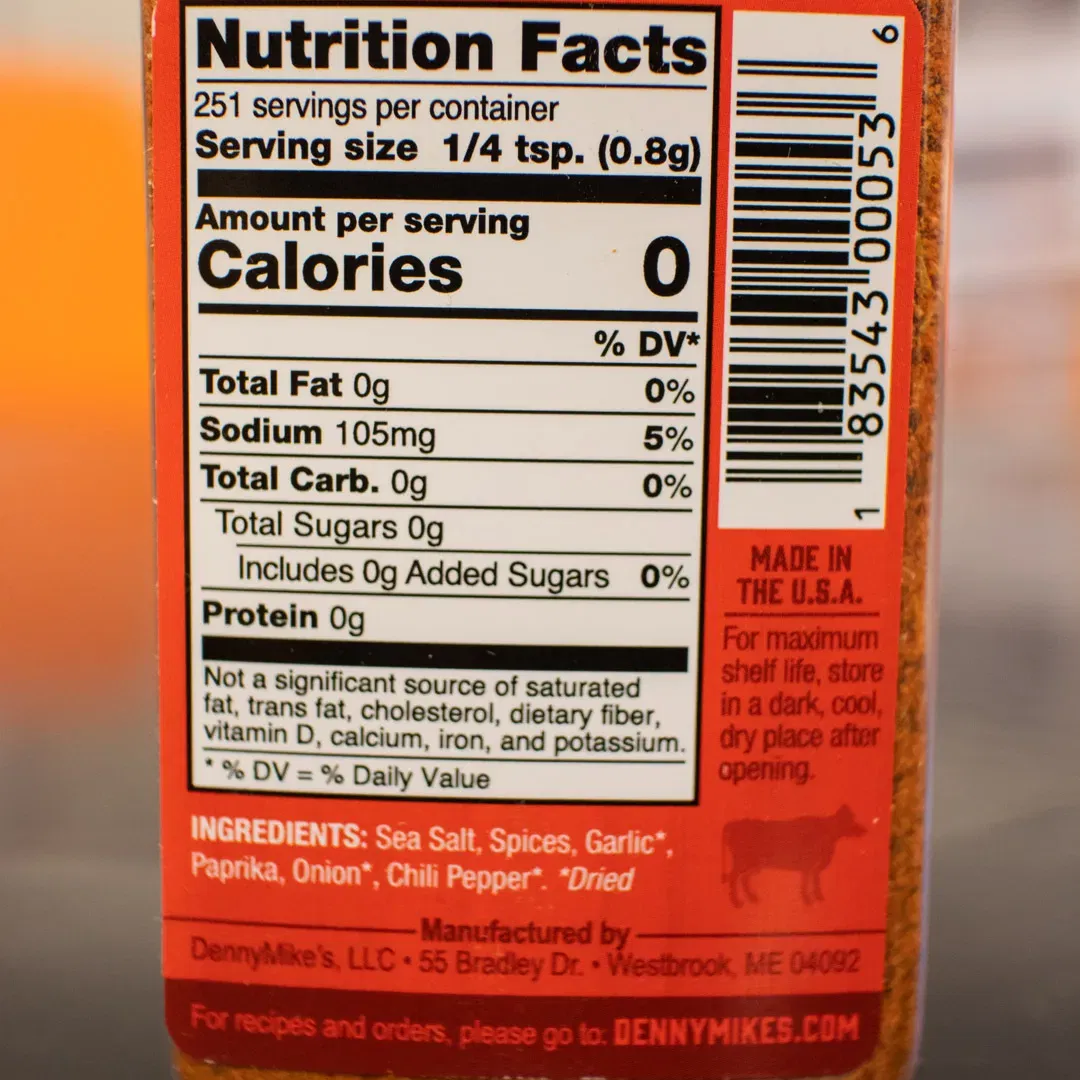 Nutrition Facts
251 servings per container
Serving size 1/4 tsp. (0.8g)
Amount per serving
Calories 0
% DV*
Total Fat 0g 0%
Sodium 105mg 5%
Total Carb. 0g 0%
Total Sugars 0g
Includes 0g Added Sugars 0%
Protein 0g
Not a significant source of saturated
fat, trans fat, cholesterol, dietary fiber,
vitamin D, calcium, iron, and potassium.
* % DV = % Daily Value
INGREDIENTS: Sea Salt, Spices, Garlic*,
Paprika, Onion*, Chili Pepper*. *Dried
1 83543 00053 6
MADE IN
THE U.S.A.
For maximum
shelf life, store
in a dark, cool,
dry place after
opening.
Manufactured by
DennyMike's, LLC • 55 Bradley Dr. • Westbrook, ME 04092
For recipes and orders, please go to: DENNYMIKES.COM